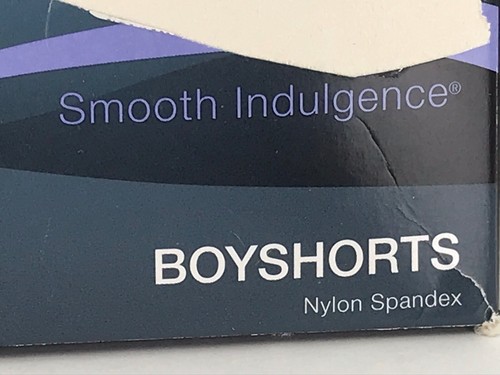 Smooth Indulgence®
BOYSHORTS
Nylon Spandex